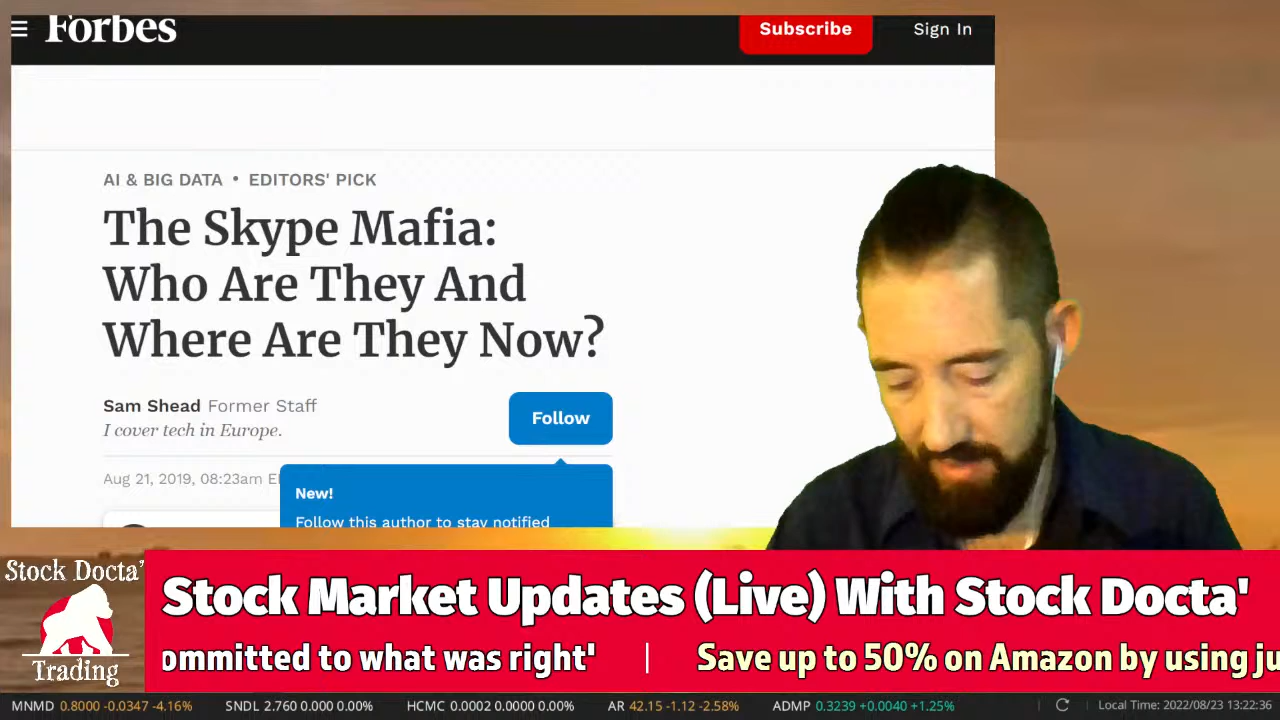 Forbes
Subscribe
Sign In
AI & BIG DATA • EDITORS' PICK
The Skype Mafia:
Who Are They And
Where Are They Now?
Sam Shead Former Staff
I cover tech in Europe.
Follow
Aug 21, 2019, 08:23am
New!
Follow this author to stay notified
Stock Docta'
Trading
Stock Market Updates (Live) With Stock Docta'
ommitted to what was right' | Save up to 50% on Amazon by using ju
MNMD 0.8000 -0.0347 -4.16% SNDL 2.760 0.000 0.00% HCMC 0.0002 0.0000 0.00% AR 42.15 -1.12 -2.58% ADMP 0.3239 +0.0040 +1.25% Local Time: 2022/08/23 13:22:36